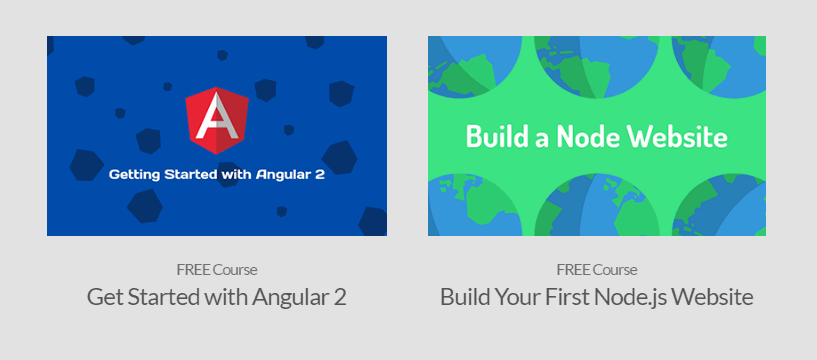 A
Getting Started with Angular 2
Build a Node Website
FREE Course
Get Started with Angular 2
FREE Course
Build Your First Node.js Website